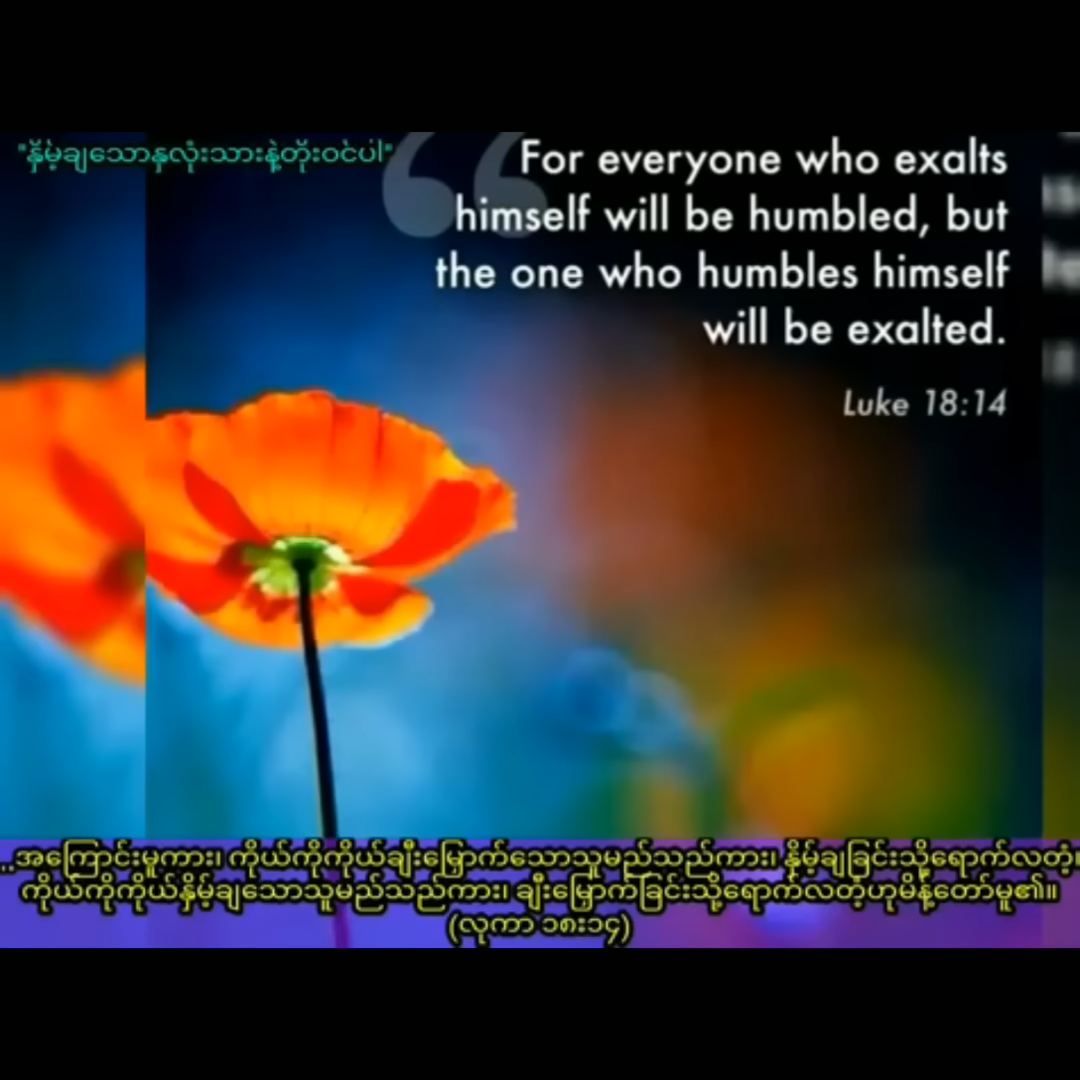 "နှိမ့်ချသောနှလုံးသားနဲ့တိုးဝင်ပါ"
For everyone who exalts
himself will be humbled, but
the one who humbles himself
will be exalted.
Luke 18:14
..အကြောင်းမူကား၊ ကိုယ်ကိုကိုယ်ချီးမြှောက်သောသူမည်သည်ကား၊ နှိမ့်ချခြင်းသို့ရောက်လတံ့၊
ကိုယ်ကိုကိုယ်နှိမ့်ချသောသူမည်သည်ကား၊ ချီးမြှောက်ခြင်းသို့ရောက်လတံ့ဟုမိန့်တော်မူ၏။
(လုကာ ၁၈း၁၄)